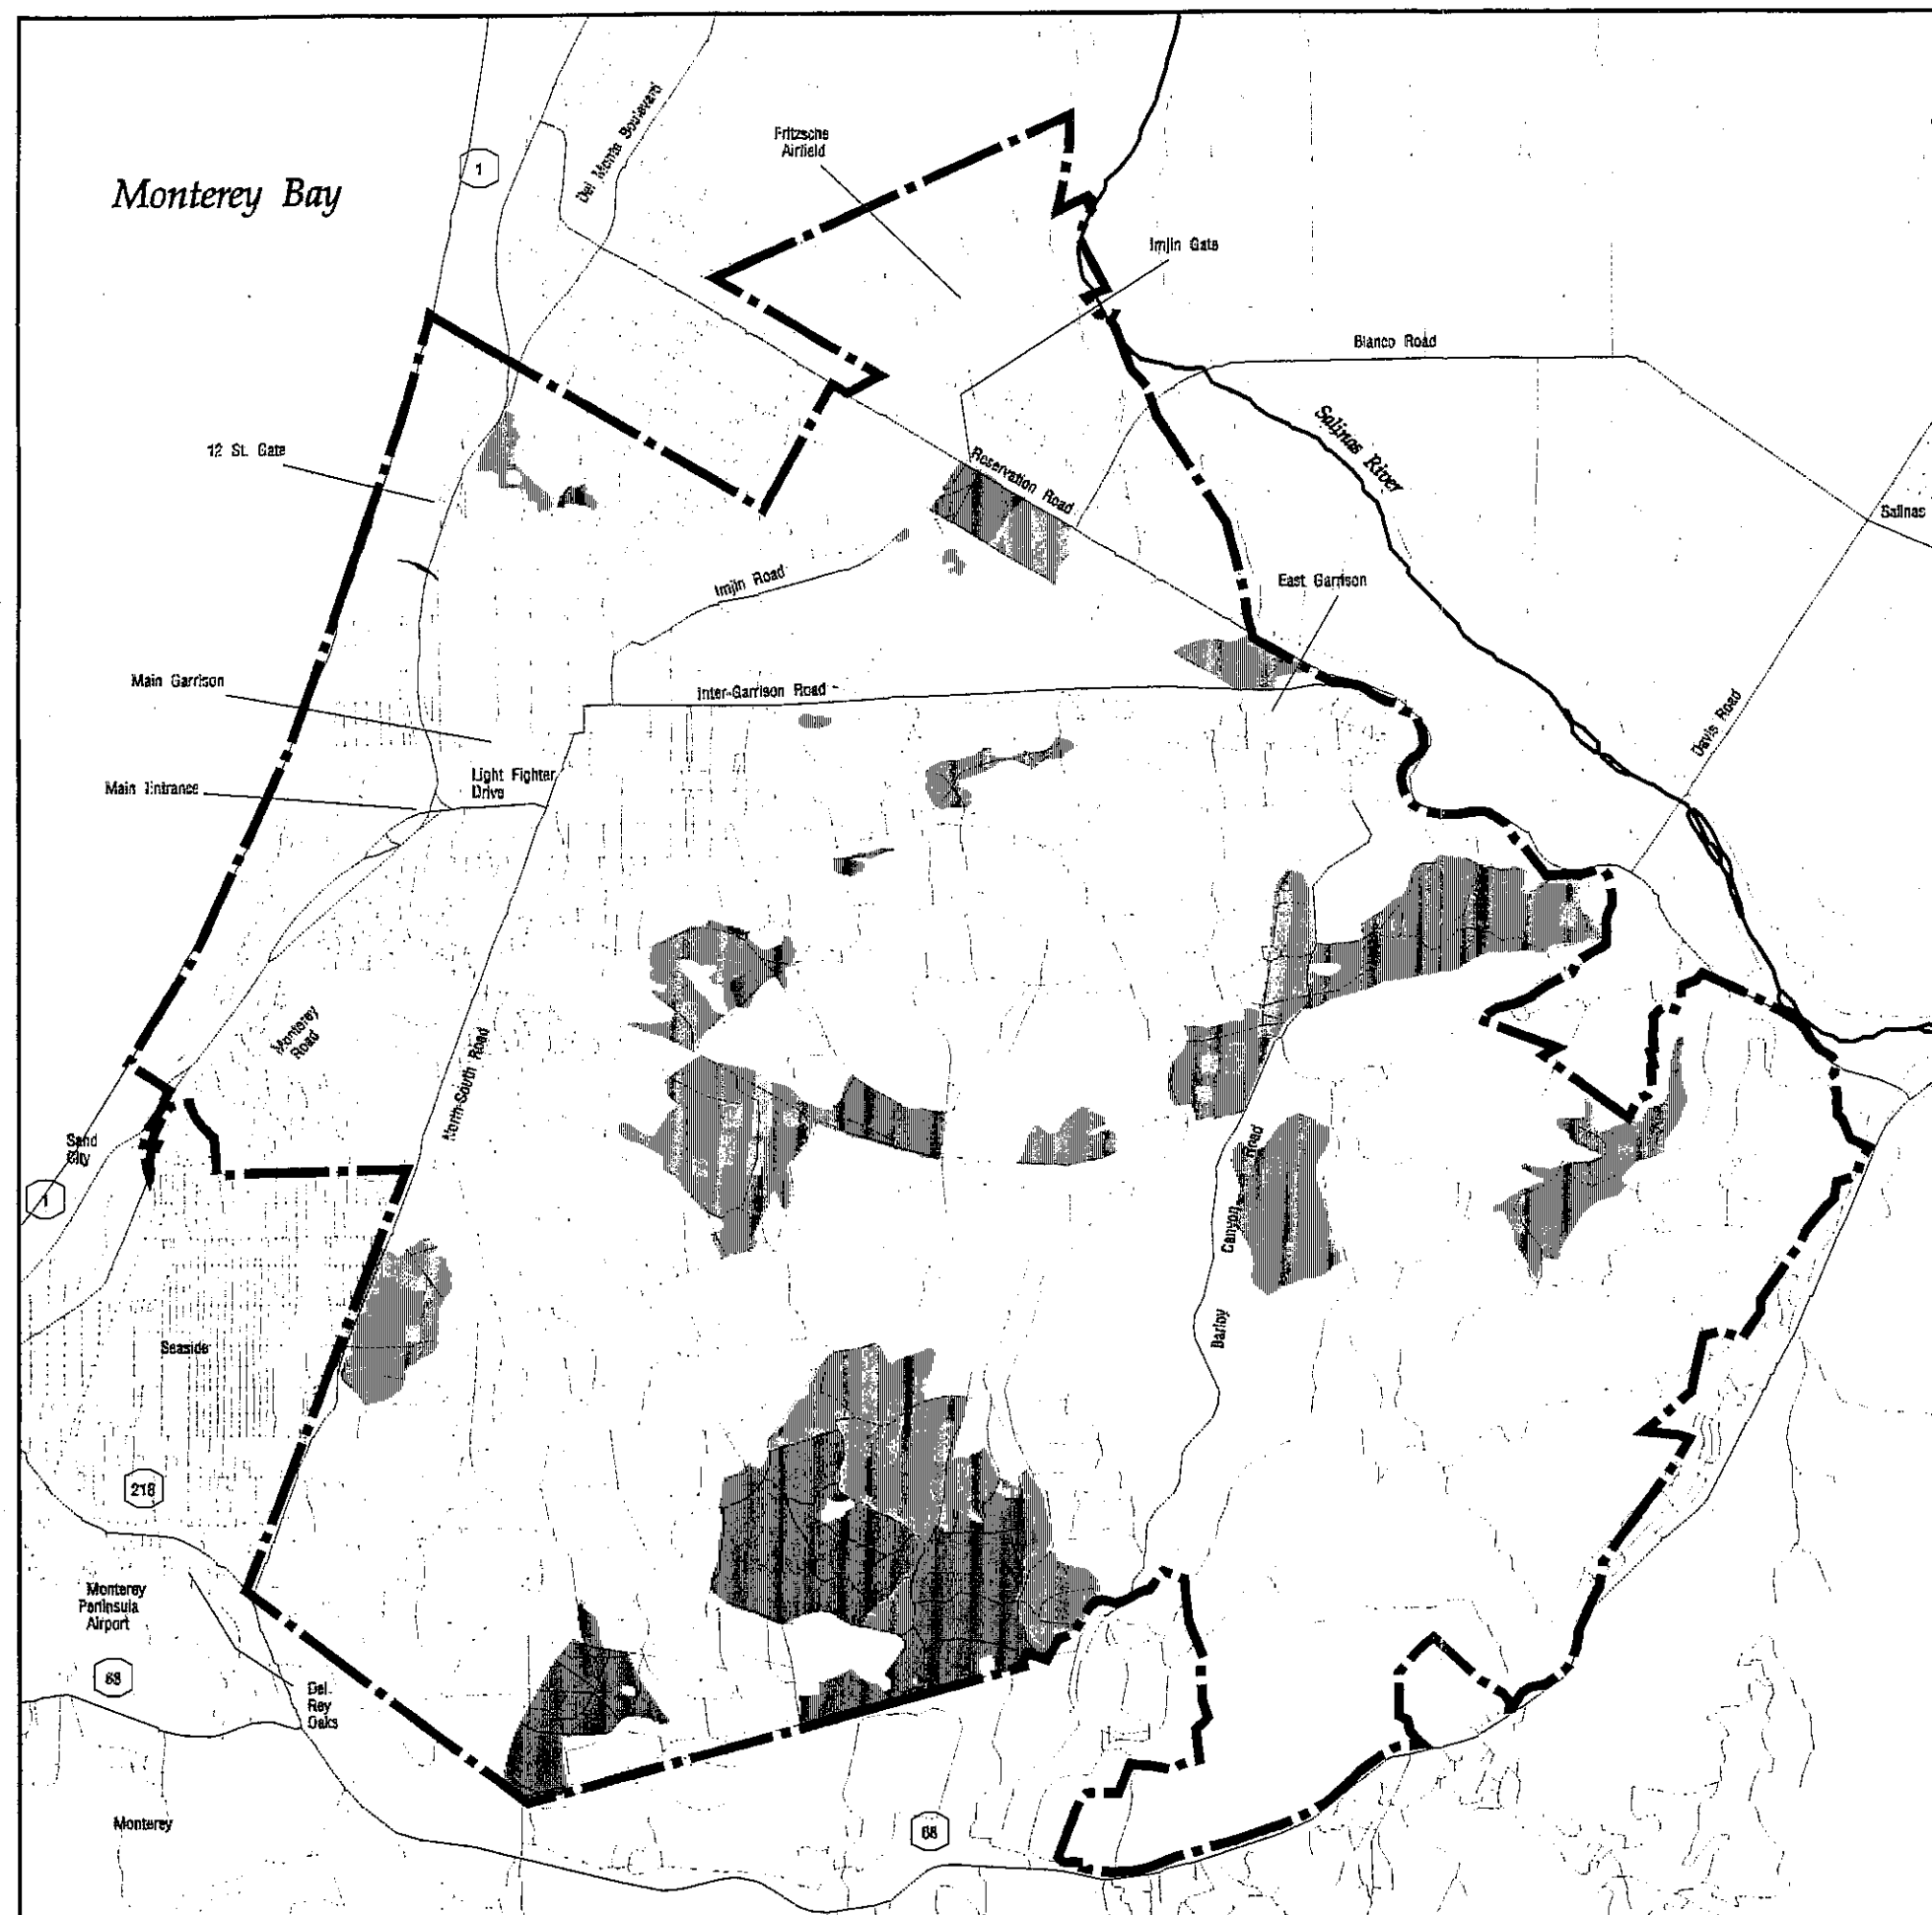 Monterey Bay
1
Del Monte Boulevard
Fritzsche
Airfield
Imjin Gate
Blanco Road
Salinas River
12 St. Gate
Reservation Road
Salinas
Imjin Road
East Garrison
Main Garrison
Inter-Garrison Road
Davis Road
Light Fighter
Drive
Main Entrance
Monterey
Road
North-South Road
Sand
City
1
Barloy Canyon Road
Seaside
218
Monterey
Peninsula
Airport
68
Del
Rey
Oaks
Monterey
68